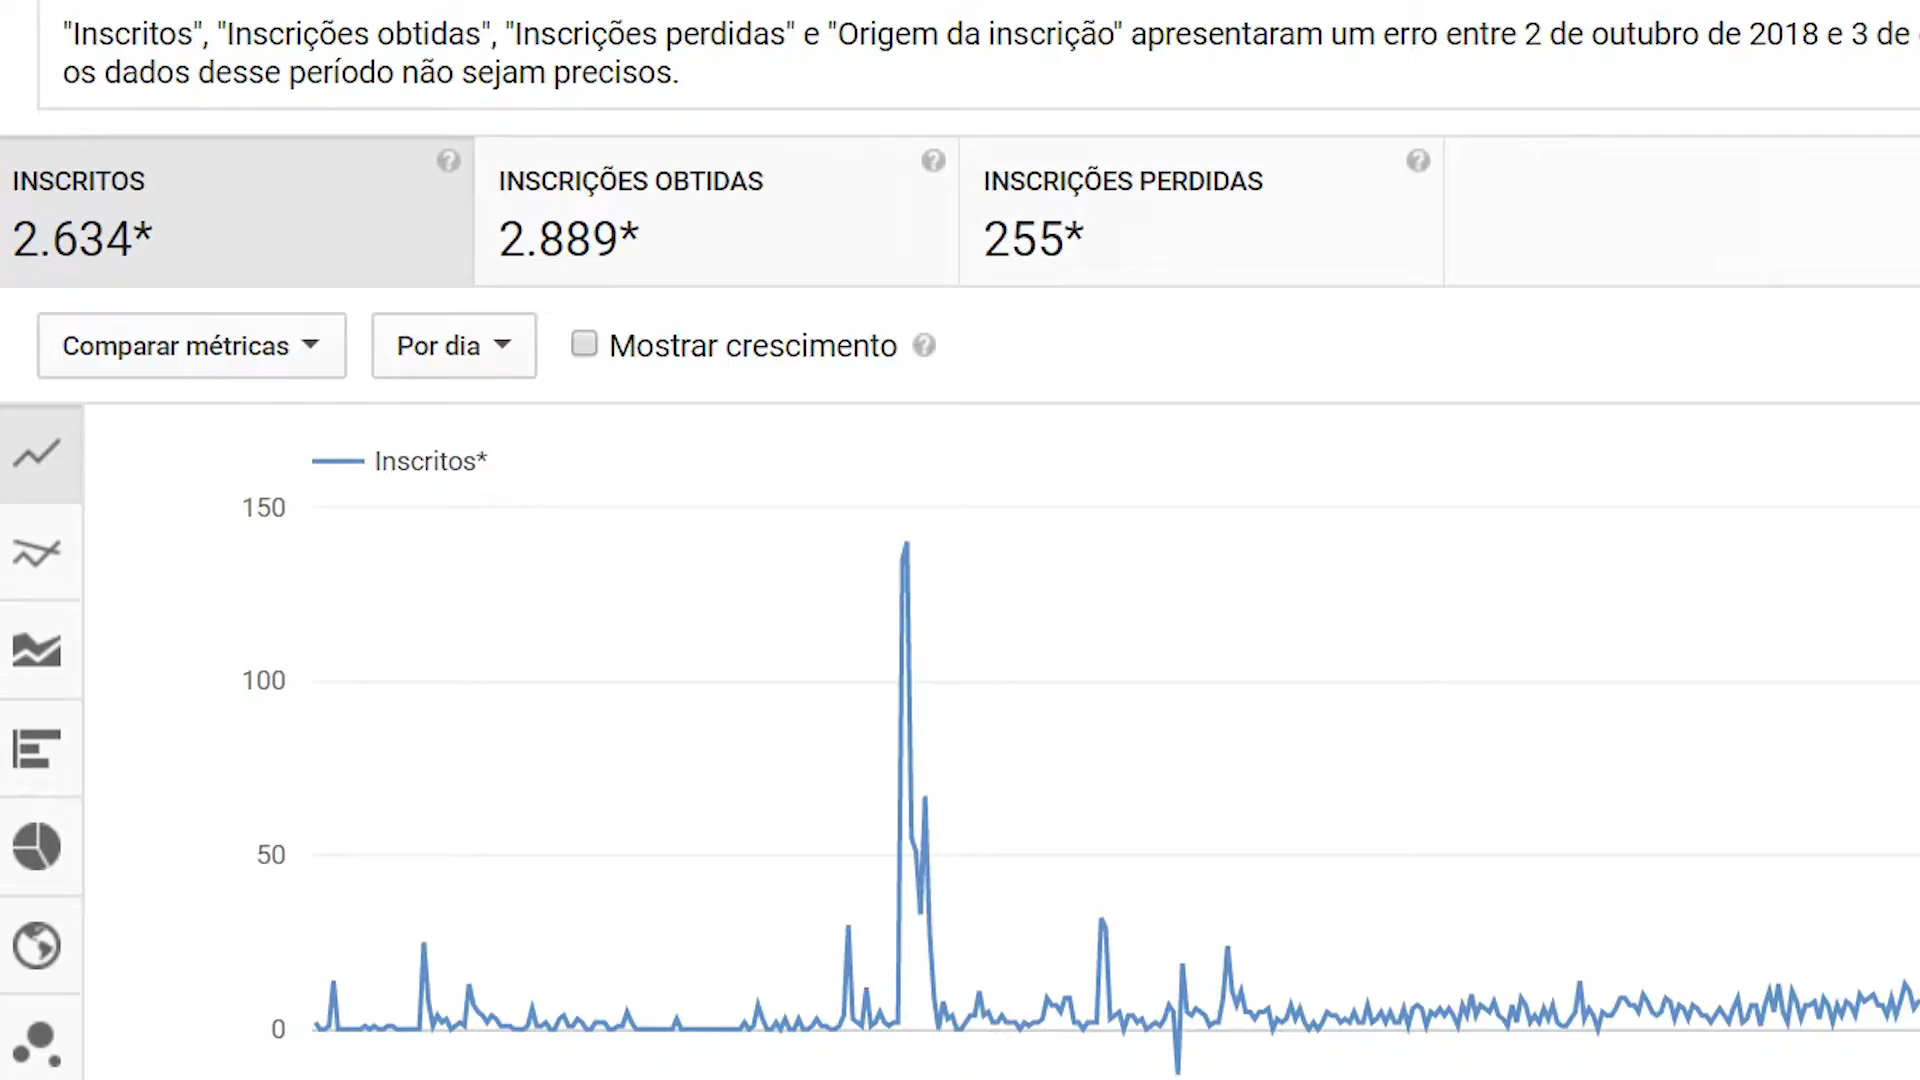 "Inscritos", "Inscrições obtidas", "Inscrições perdidas" e "Origem da inscrição" apresentaram um erro entre 2 de outubro de 2018 e 3 de
os dados desse período não sejam precisos.
INSCRITOS
2.634*
INSCRIÇÕES OBTIDAS
2.889*
INSCRIÇÕES PERDIDAS
255*
Comparar métricas
Por dia
Mostrar crescimento
Inscritos*
150
100
50
0